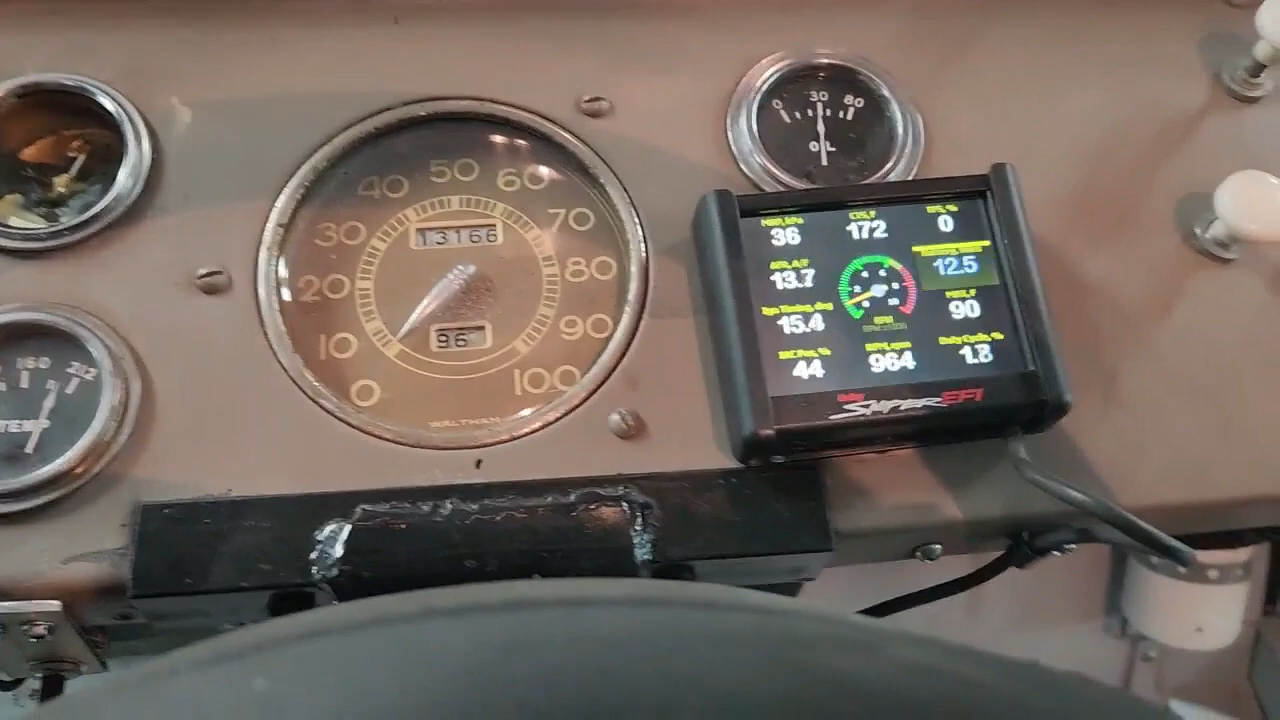 0 30 80
OIL
40 50 60
30 70
20 80
10 90
0 100
13166
96
WALTHAM
160 212
TEMP
MAP, kPa
36
CTS, F
172
TPS, %
0
AFR, A/F
13.7
12.5
Ign Timing, deg
15.4
MAT, F
90
RPM
IAC Pos, %
44
RPM, rpm
964
Duty Cycle, %
1.8
SNIPER EFI